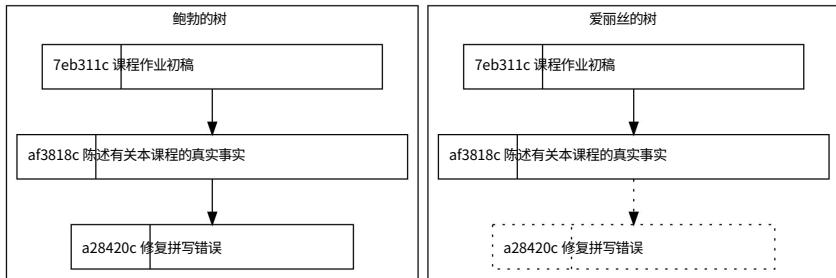 鲍勃的树
7eb311c 课程作业初稿
af3818c 陈述有关本课程的真实事实
a28420c 修复拼写错误
爱丽丝的树
7eb311c 课程作业初稿
af3818c 陈述有关本课程的真实事实
a28420c 修复拼写错误